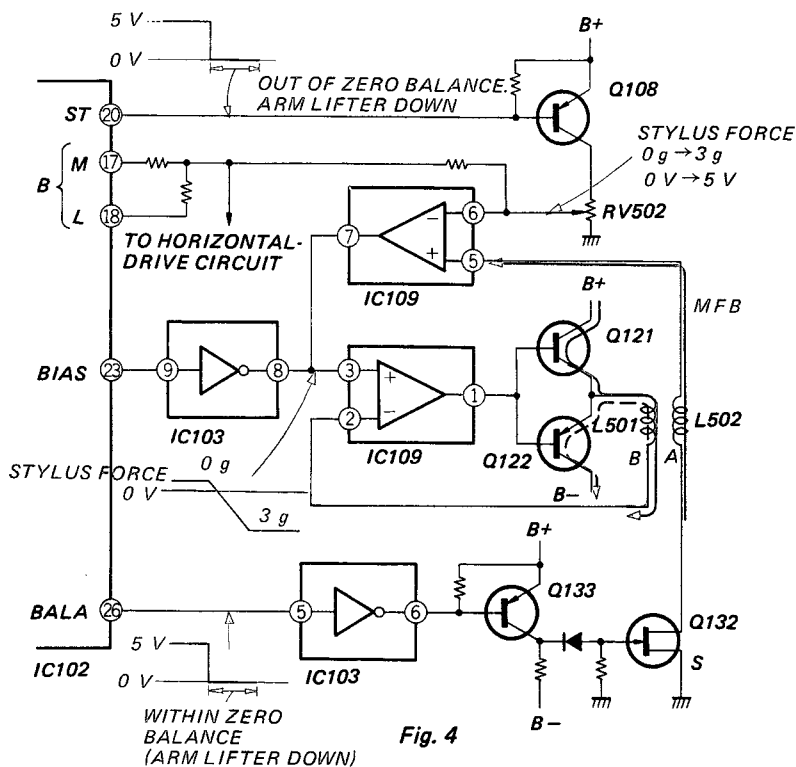 5 V
0 V
OUT OF ZERO BALANCE.
ARM LIFTER DOWN
B+
Q108
ST 20
STYLUS FORCE
0 g→3 g
0 V→5 V
M 17
B {
L 18
TO HORIZONTAL-
DRIVE CIRCUIT
7
−
6
+
5
RV502
IC109
B+
MFB
Q121
BIAS 23
9
8
3
+
2
−
1
IC103
IC109
Q122
L501
L502
B
A
B−
0 g
STYLUS FORCE
0 V
3 g
B+
Q133
BALA 26
5
6
Q132
S
IC102
5 V
0 V
IC103
B−
WITHIN ZERO
BALANCE
(ARM LIFTER DOWN)
Fig. 4